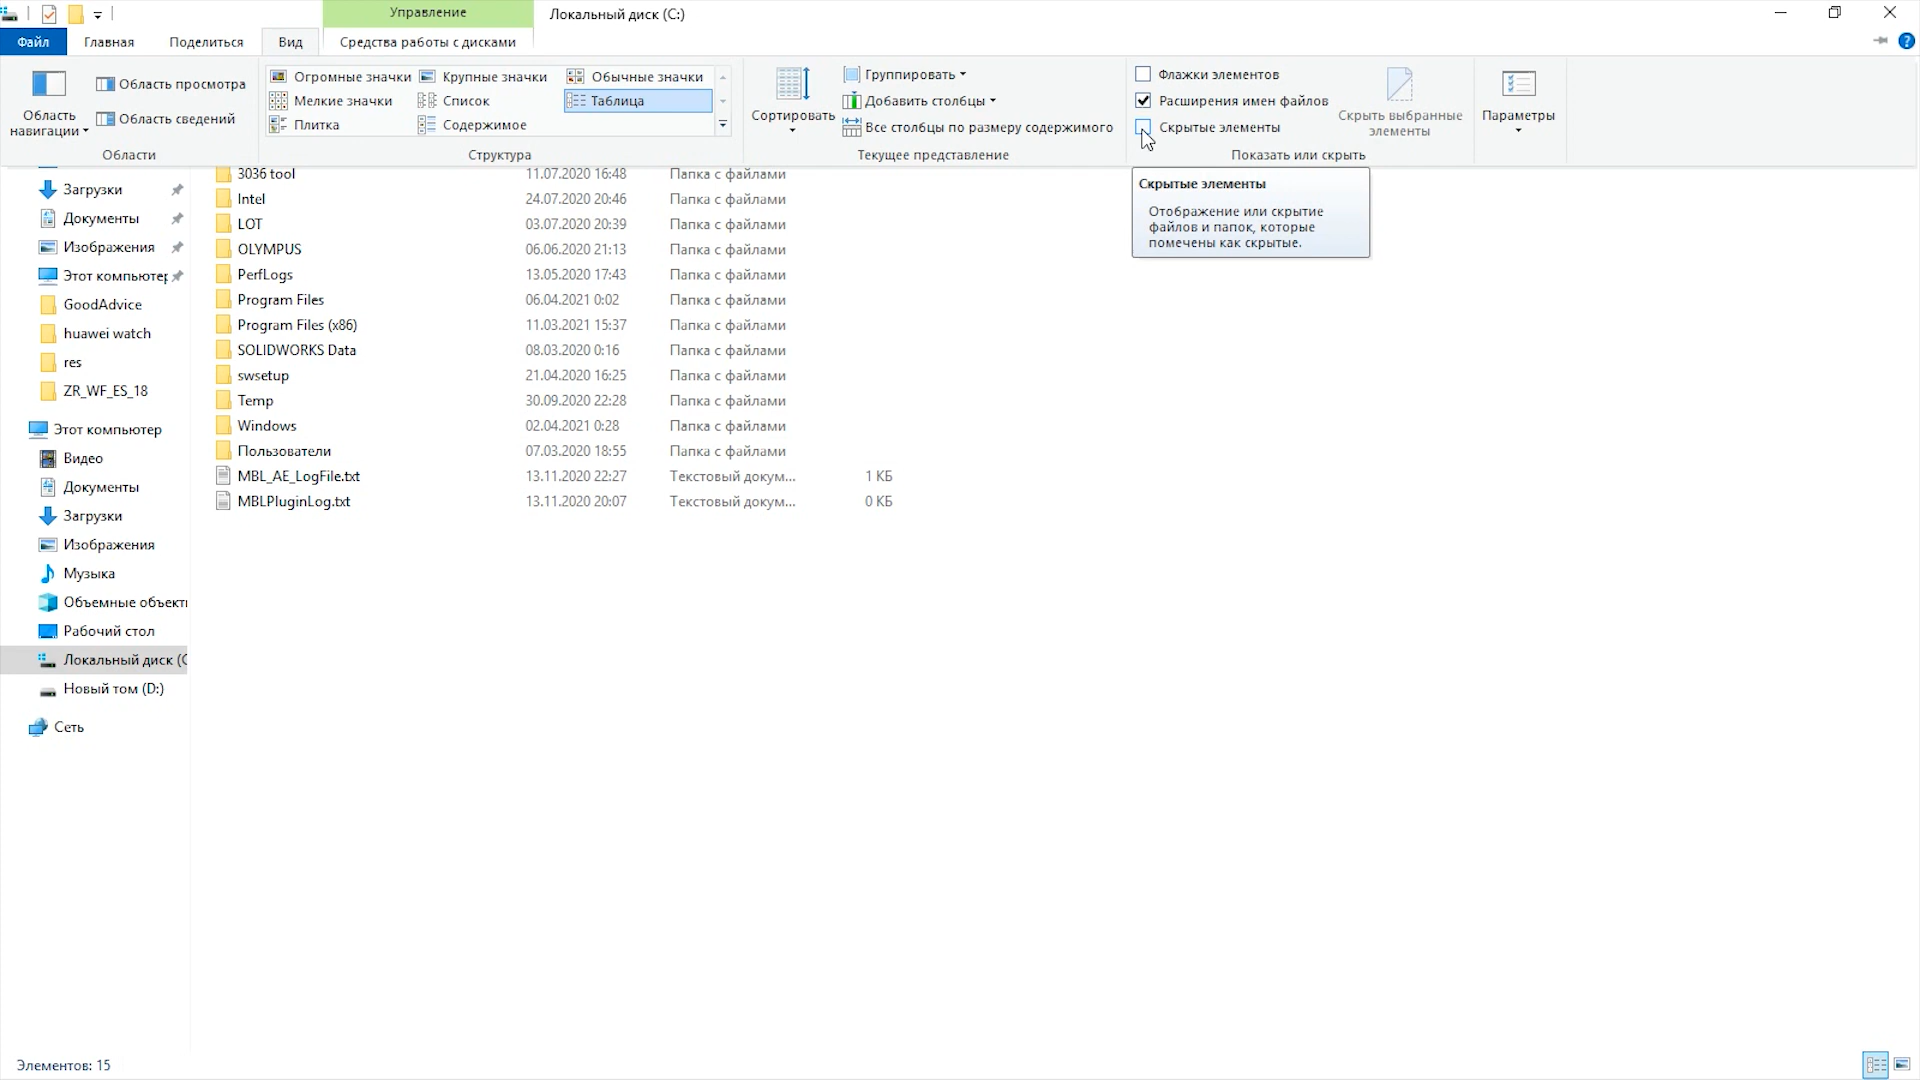 Управление
Локальный диск (C:)
Файл
Главная
Поделиться
Вид
Средства работы с дисками
Область навигации
Область просмотра
Область сведений
Области
Огромные значки
Крупные значки
Обычные значки
Мелкие значки
Список
Таблица
Плитка
Содержимое
Структура
Сортировать
Группировать
Добавить столбцы
Все столбцы по размеру содержимого
Текущее представление
Флажки элементов
Расширения имен файлов
Скрытые элементы
Скрыть выбранные
элементы
Показать или скрыть
Параметры
Скрытые элементы
Отображение или скрытие
файлов и папок, которые
помечены как скрытые.
Загрузки
Документы
Изображения
Этот компьютер
GoodAdvice
huawei watch
res
ZR_WF_ES_18
Этот компьютер
Видео
Документы
Загрузки
Изображения
Музыка
Объемные объект
Рабочий стол
Локальный диск (C
Новый том (D:)
Сеть
3036 tool 11.07.2020 16:48 Папка с файлами
Intel 24.07.2020 20:46 Папка с файлами
LOT 03.07.2020 20:39 Папка с файлами
OLYMPUS 06.06.2020 21:13 Папка с файлами
PerfLogs 13.05.2020 17:43 Папка с файлами
Program Files 06.04.2021 0:02 Папка с файлами
Program Files (x86) 11.03.2021 15:37 Папка с файлами
SOLIDWORKS Data 08.03.2020 0:16 Папка с файлами
swsetup 21.04.2020 16:25 Папка с файлами
Temp 30.09.2020 22:28 Папка с файлами
Windows 02.04.2021 0:28 Папка с файлами
Пользователи 07.03.2020 18:55 Папка с файлами
MBL_AE_LogFile.txt 13.11.2020 22:27 Текстовый докум... 1 КБ
MBLPluginLog.txt 13.11.2020 20:07 Текстовый докум... 0 КБ
Элементов: 15